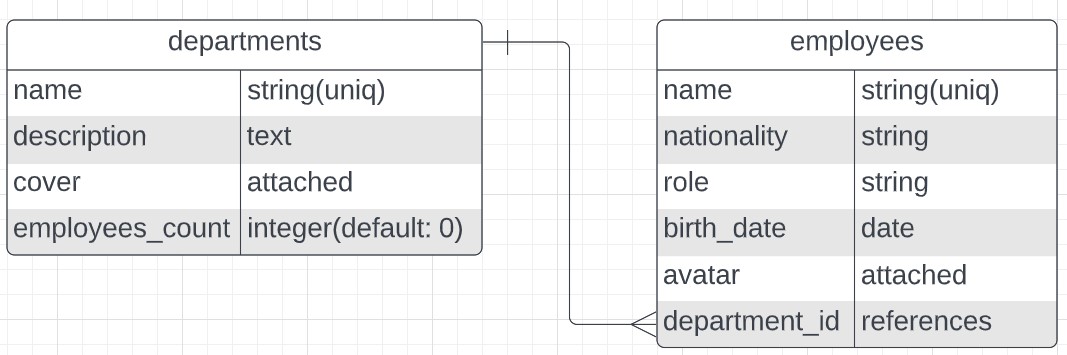 departments
name string(uniq)
description text
cover attached
employees_count integer(default: 0)
employees
name string(uniq)
nationality string
role string
birth_date date
avatar attached
department_id references